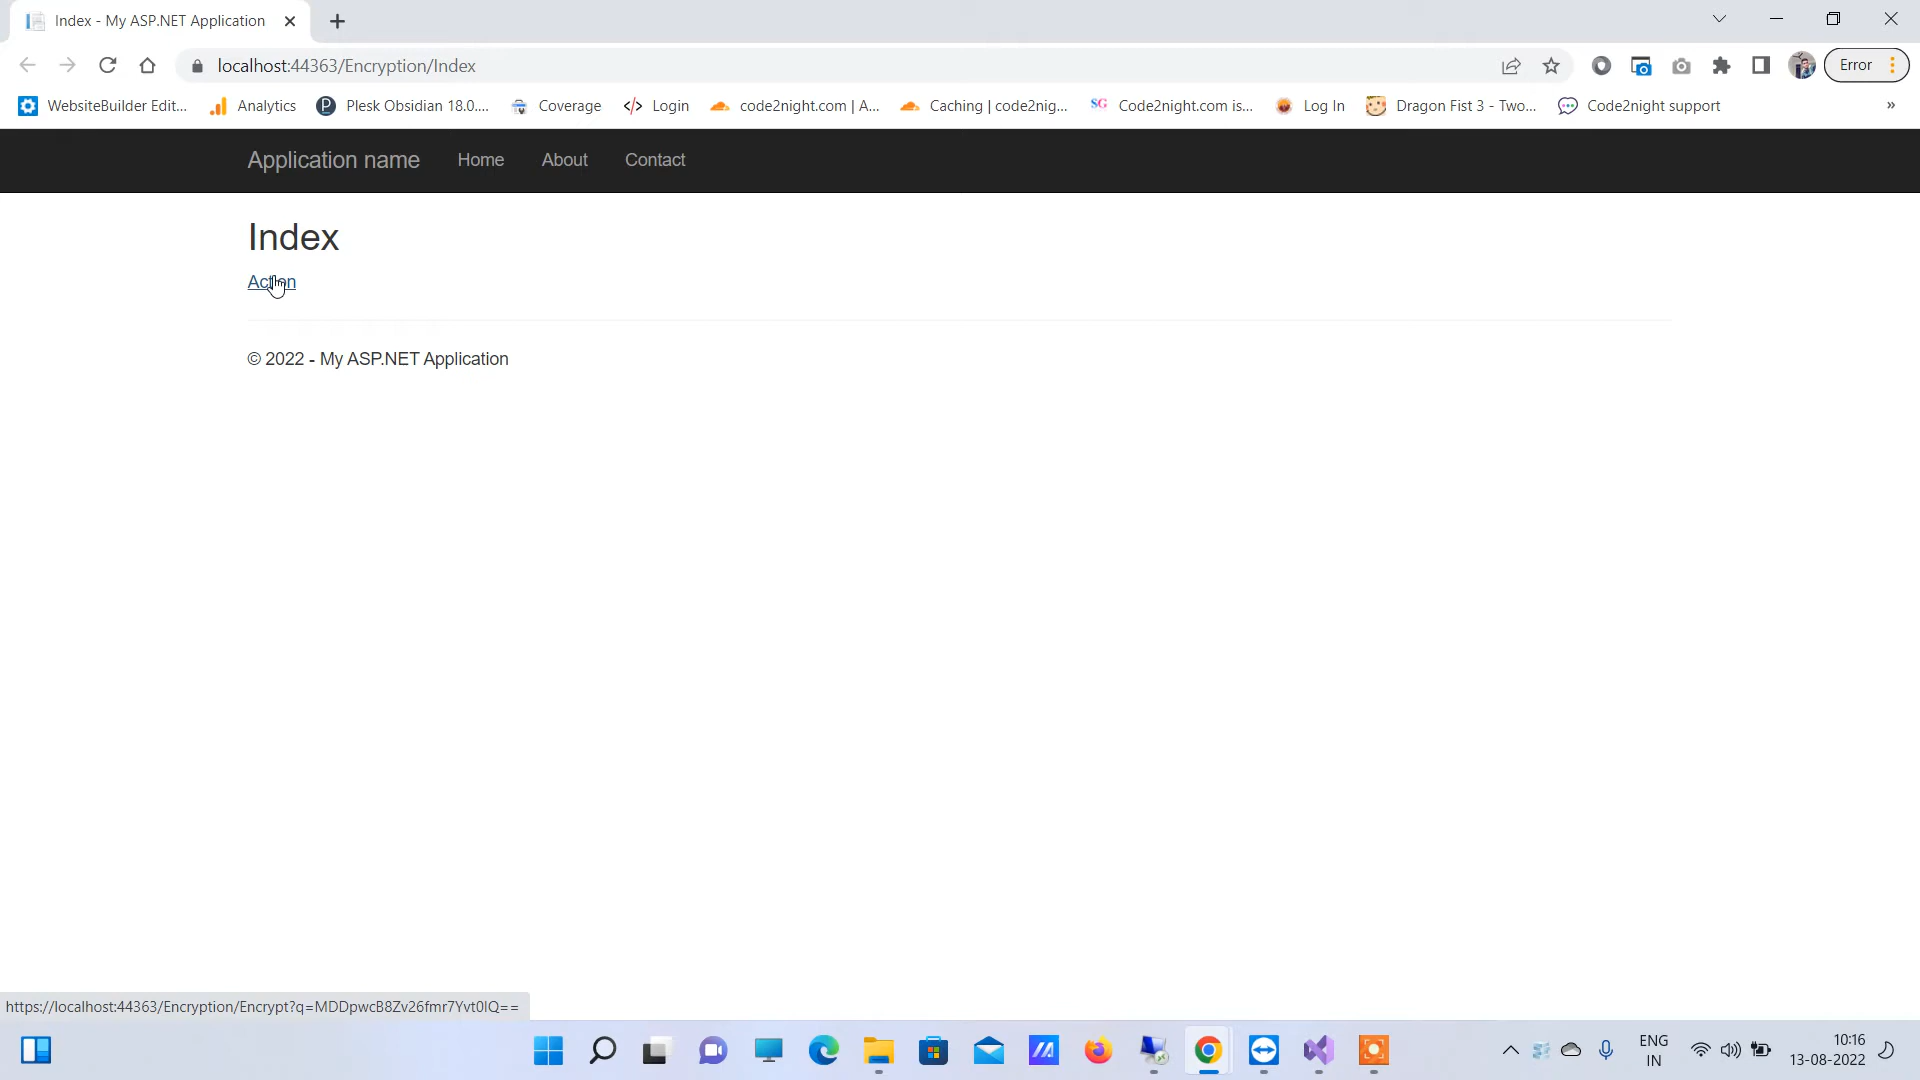 Index - My ASP.NET Application
localhost:44363/Encryption/Index
Error
WebsiteBuilder Edit... Analytics Plesk Obsidian 18.0.... Coverage Login code2night.com | A... Caching | code2nig... SG Code2night.com is... Log In Dragon Fist 3 - Two... Code2night support »
Application name Home About Contact
Index
Action
© 2022 - My ASP.NET Application
https://localhost:44363/Encryption/Encrypt?q=MDDpwcB8Zv26fmr7Yvt0lQ==
ENG
IN
10:16
13-08-2022